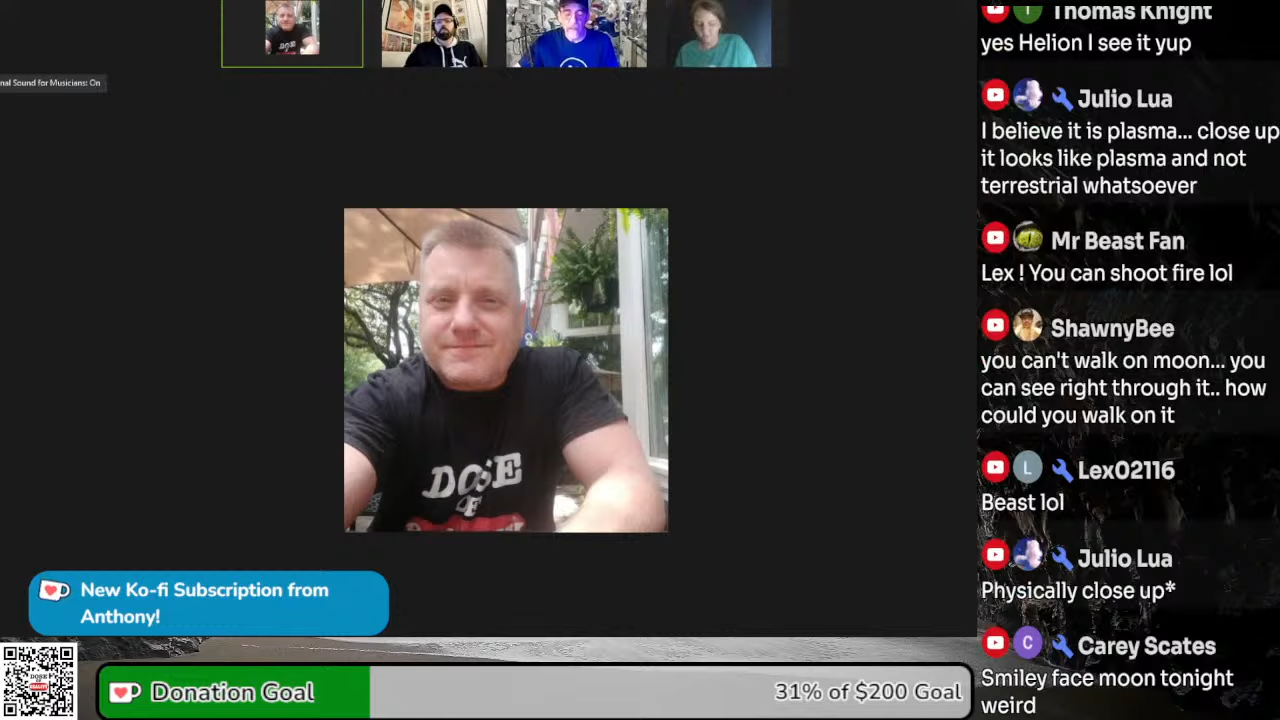 nal Sound for Musicians: On
DOSE
OF
New Ko-fi Subscription from
Anthony!
DOSE
OF
Donation Goal
31% of $200 Goal
T
Thomas Knight
yes Helion I see it yup
Julio Lua
I believe it is plasma... close up
it looks like plasma and not
terrestrial whatsoever
Mr Beast Fan
Lex ! You can shoot fire lol
ShawnyBee
you can't walk on moon... you
can see right through it.. how
could you walk on it
L
Lex02116
Beast lol
Julio Lua
Physically close up*
C
Carey Scates
Smiley face moon tonight
weird